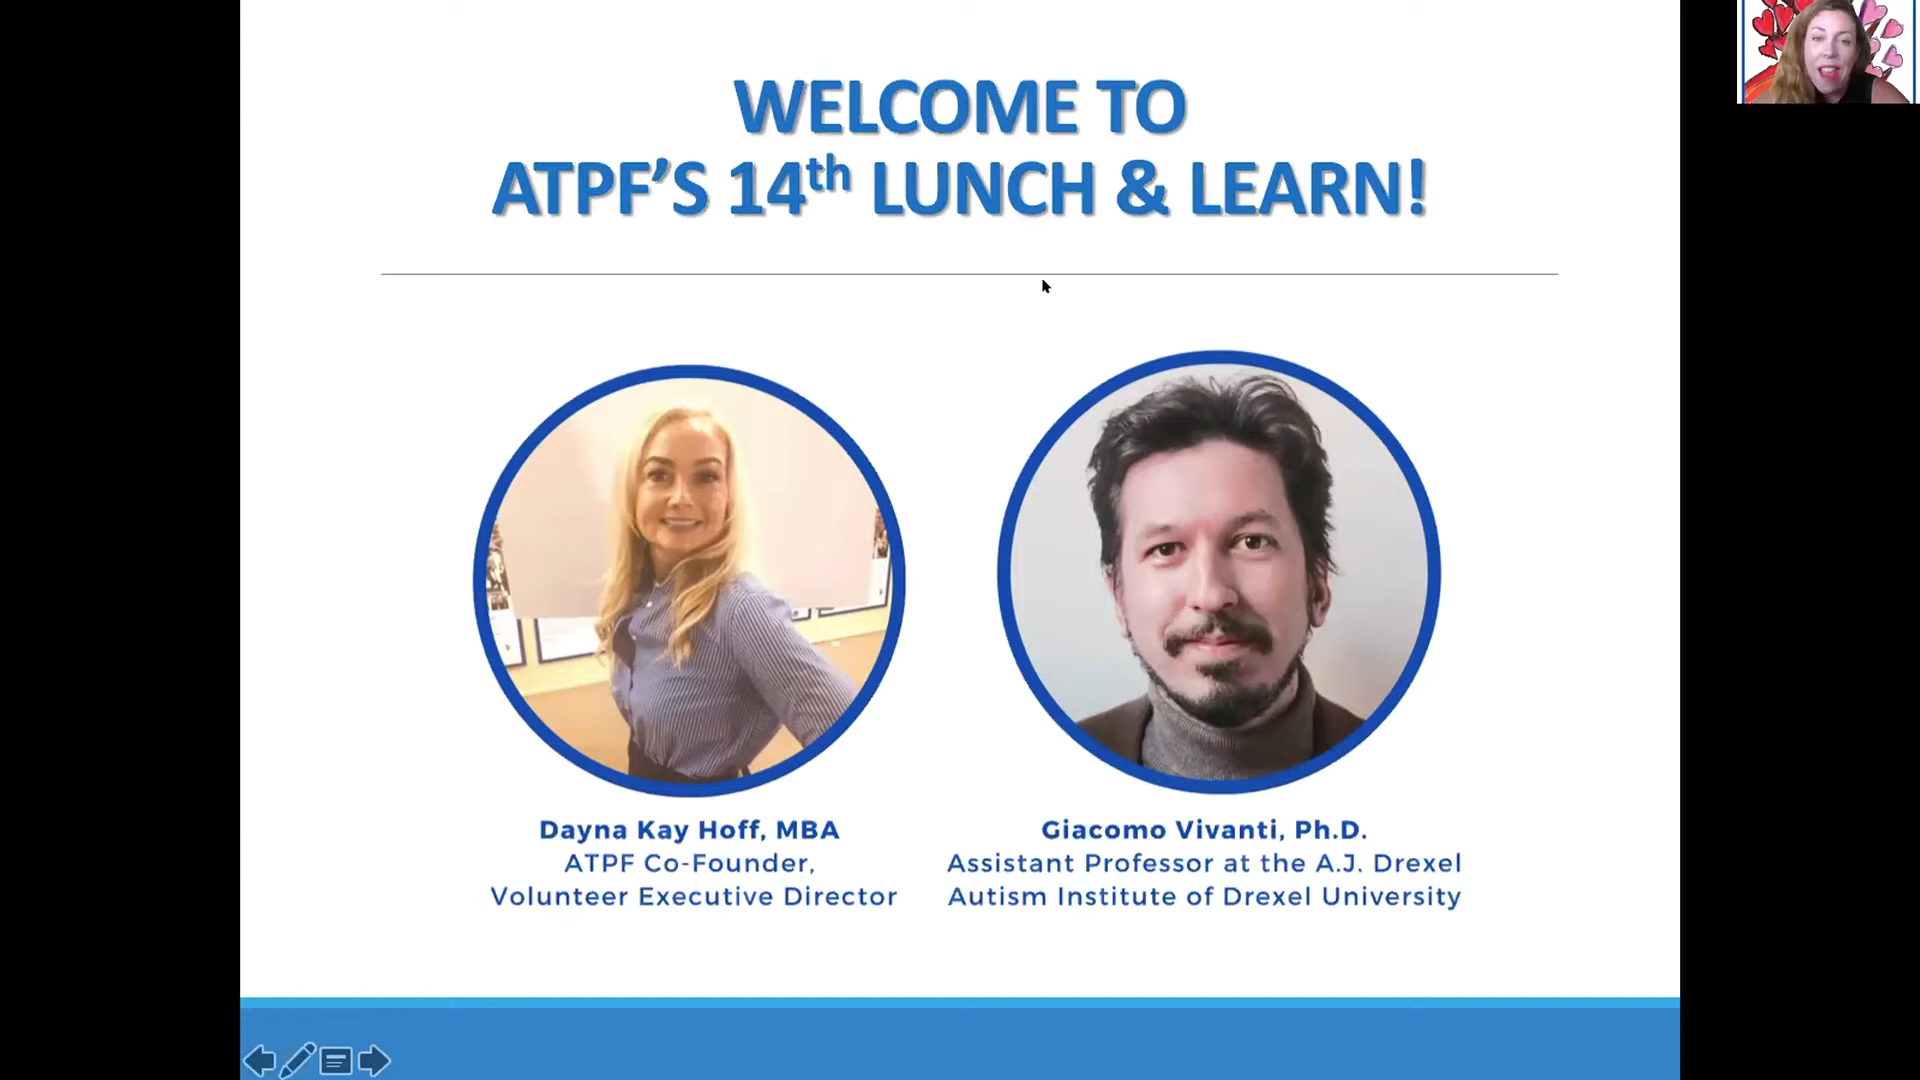 WELCOME TO
ATPF’S 14th LUNCH & LEARN!
Dayna Kay Hoff, MBA
ATPF Co-Founder,
Volunteer Executive Director
Giacomo Vivanti, Ph.D.
Assistant Professor at the A.J. Drexel
Autism Institute of Drexel University